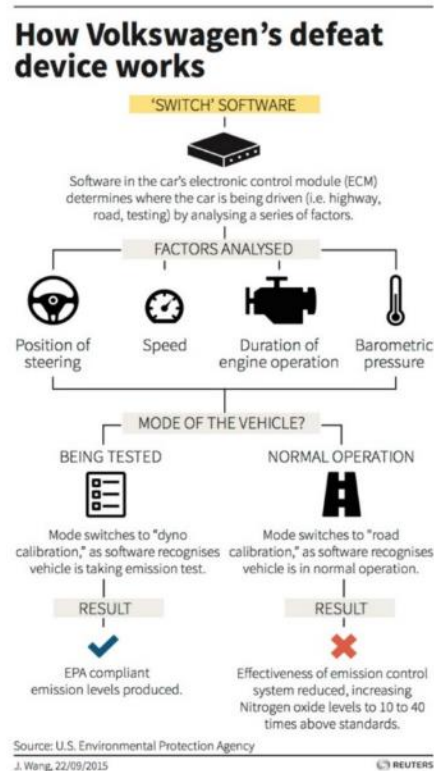 How Volkswagen's defeat
device works
'SWITCH' SOFTWARE
Software in the car's electronic control module (ECM)
determines where the car is being driven (i.e. highway,
road, testing) by analysing a series of factors.
FACTORS ANALYSED
Position of
steering
Speed
Duration of
engine operation
Barometric
pressure
MODE OF THE VEHICLE?
BEING TESTED
Mode switches to “dyno
calibration,” as software recognises
vehicle is taking emission test.
RESULT
EPA compliant
emission levels produced.
NORMAL OPERATION
Mode switches to “road
calibration,” as software recognises
vehicle is in normal operation.
RESULT
Effectiveness of emission control
system reduced, increasing
Nitrogen oxide levels to 10 to 40
times above standards.
Source: U.S. Environmental Protection Agency
J. Wang, 22/09/2015
REUTERS